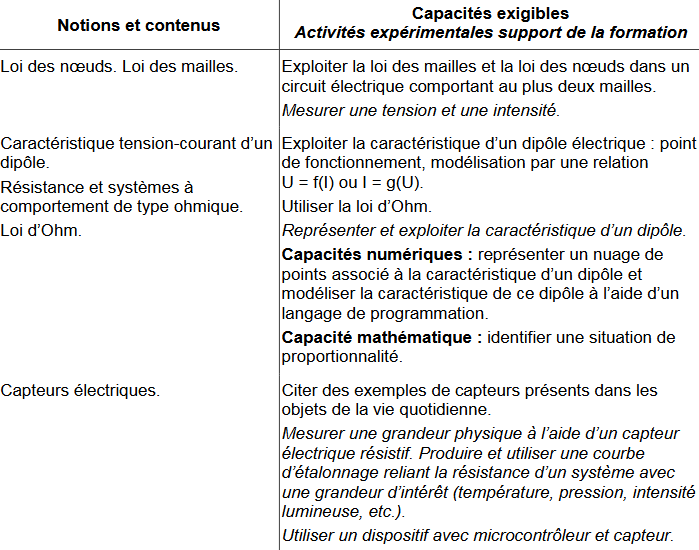 Notions et contenus
Capacités exigibles
Activités expérimentales support de la formation
Loi des nœuds. Loi des mailles.
Exploiter la loi des mailles et la loi des nœuds dans un
circuit électrique comportant au plus deux mailles.
Mesurer une tension et une intensité.
Caractéristique tension-courant d’un
dipôle.
Résistance et systèmes à
comportement de type ohmique.
Loi d’Ohm.
Exploiter la caractéristique d’un dipôle électrique : point
de fonctionnement, modélisation par une relation
U = f(I) ou I = g(U).
Utiliser la loi d’Ohm.
Représenter et exploiter la caractéristique d’un dipôle.
Capacités numériques : représenter un nuage de
points associé à la caractéristique d’un dipôle et
modéliser la caractéristique de ce dipôle à l’aide d’un
langage de programmation.
Capacité mathématique : identifier une situation de
proportionnalité.
Capteurs électriques.
Citer des exemples de capteurs présents dans les
objets de la vie quotidienne.
Mesurer une grandeur physique à l’aide d’un capteur
électrique résistif. Produire et utiliser une courbe
d’étalonnage reliant la résistance d’un système avec
une grandeur d’intérêt (température, pression, intensité
lumineuse, etc.).
Utiliser un dispositif avec microcontrôleur et capteur.